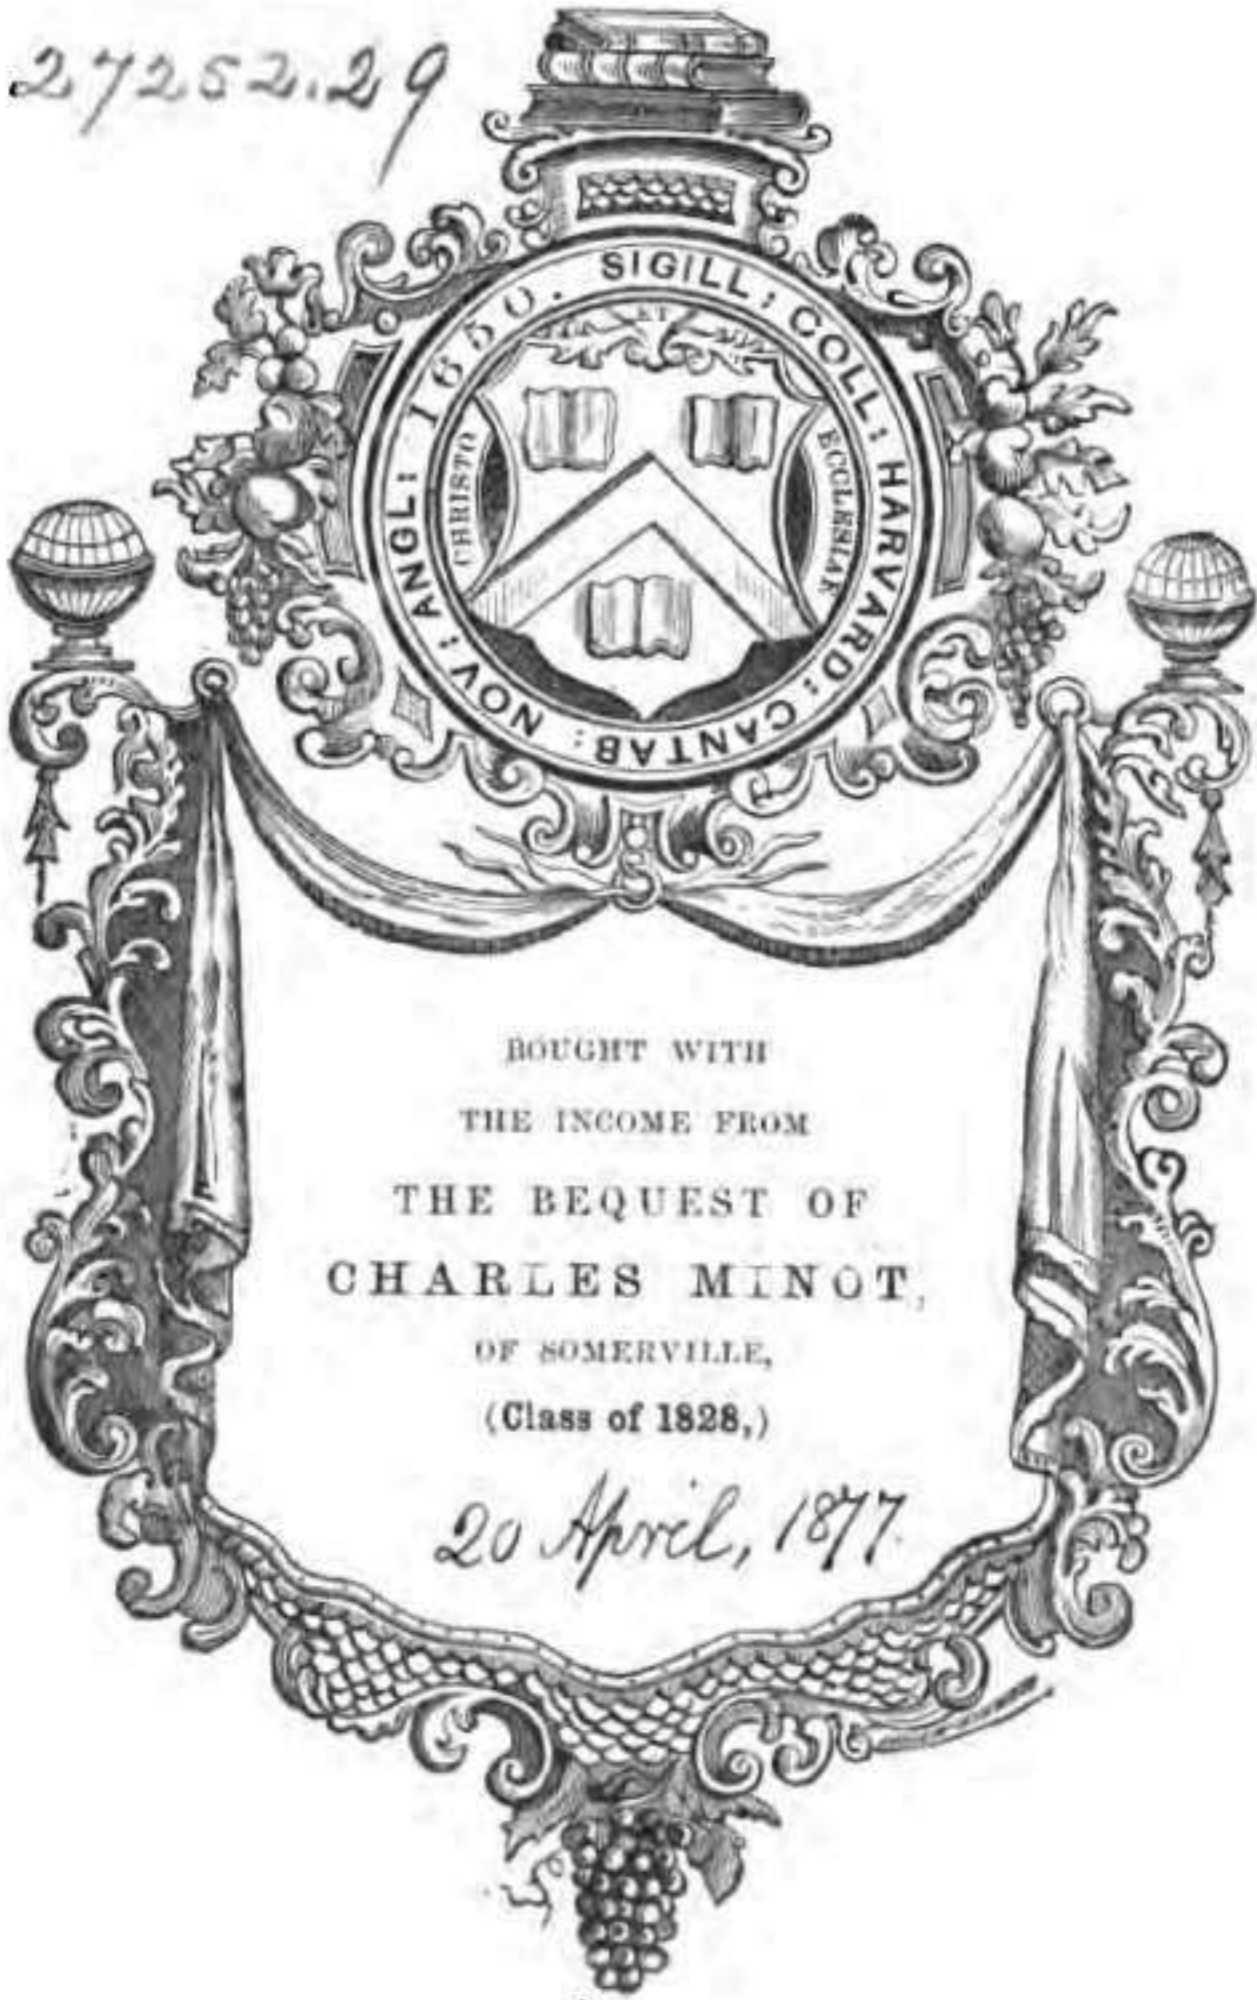 27252.29
SIGILL: COLL: HARVARD: CANTAB: NOV: ANGL: 1650.
CHRISTO
ET
ECCLESIAE
BOUGHT WITH
THE INCOME FROM
THE BEQUEST OF
CHARLES MINOT,
OF SOMERVILLE,
(Class of 1828,)
20 April, 1877.